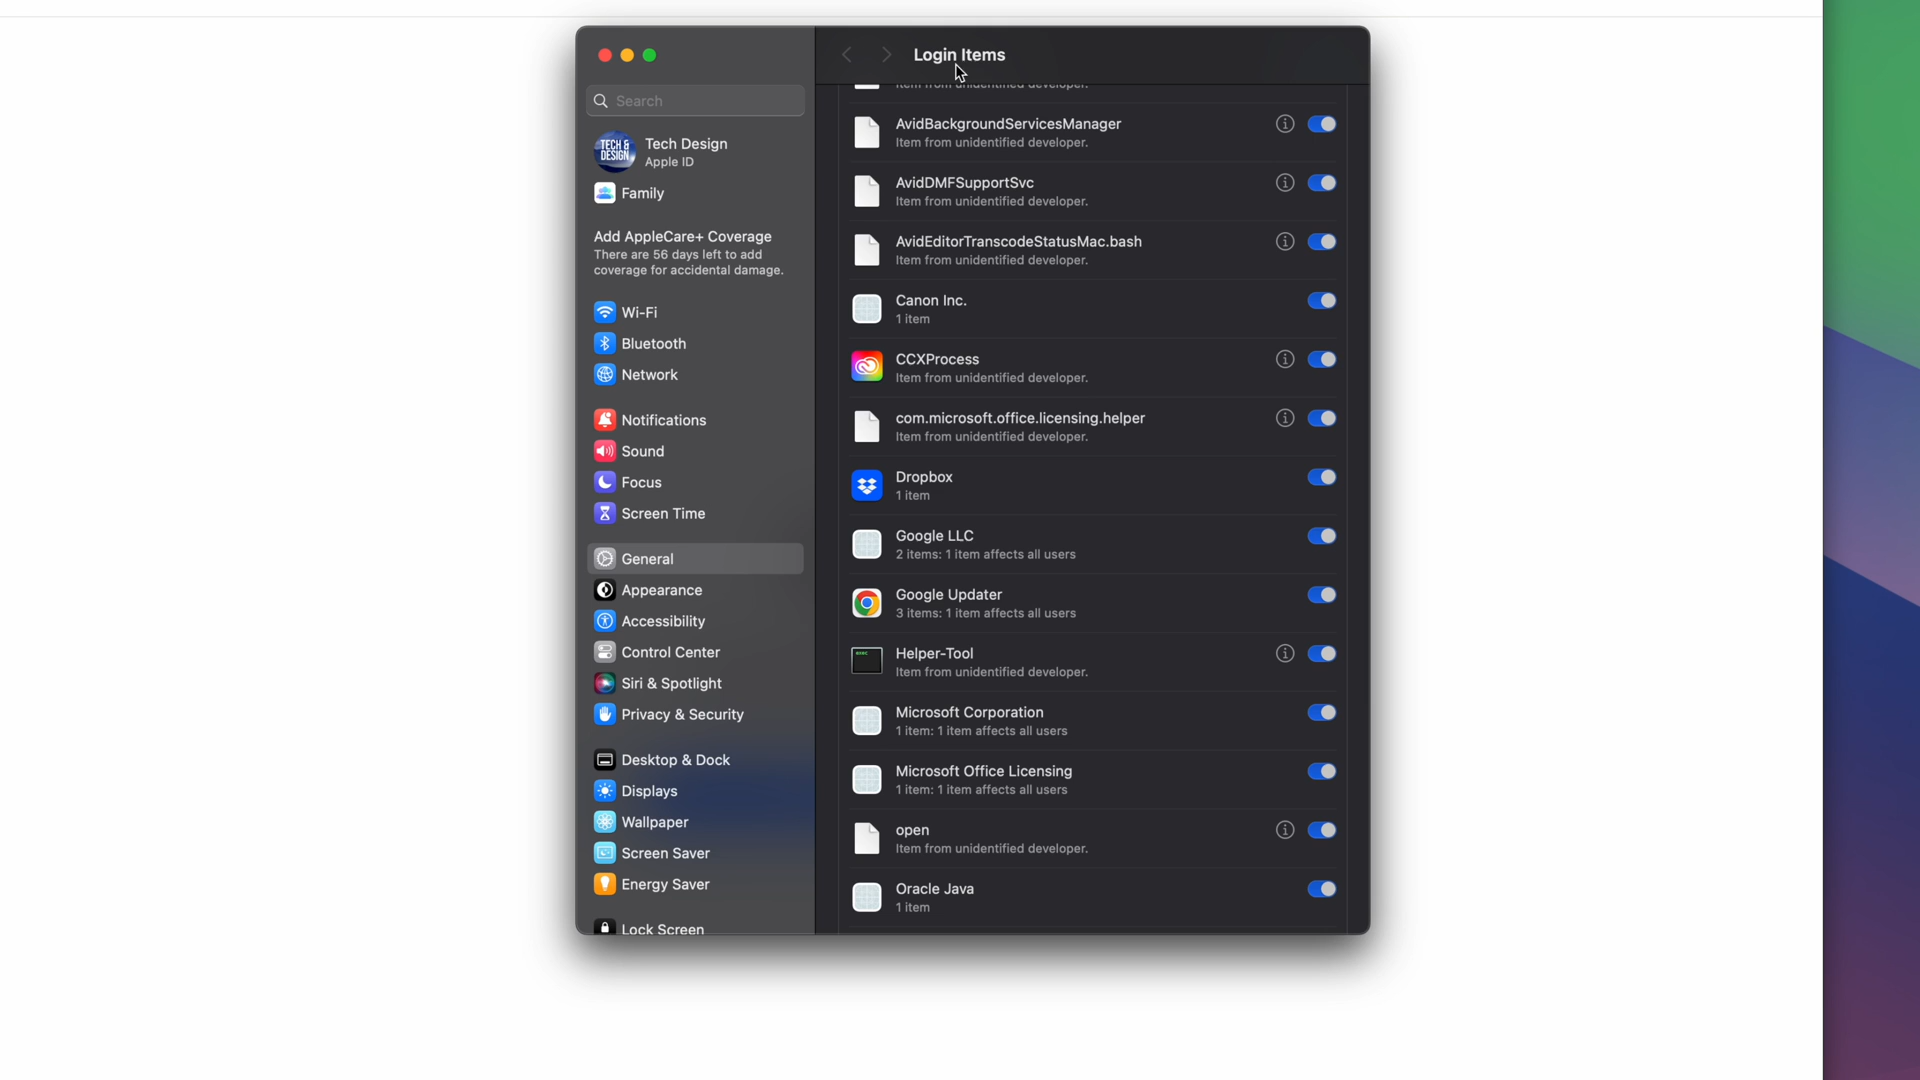 Login Items
Search
TECH &
DESIGN
Tech Design
Apple ID
Family
Add AppleCare+ Coverage
There are 56 days left to add
coverage for accidental damage.
Wi-Fi
Bluetooth
Network
Notifications
Sound
Focus
Screen Time
General
Appearance
Accessibility
Control Center
Siri & Spotlight
Privacy & Security
Desktop & Dock
Displays
Wallpaper
Screen Saver
Energy Saver
Lock Screen
Item from unidentified developer.
AvidBackgroundServicesManager
Item from unidentified developer.
AvidDMFSupportSvc
Item from unidentified developer.
AvidEditorTranscodeStatusMac.bash
Item from unidentified developer.
Canon Inc.
1 item
CCXProcess
Item from unidentified developer.
com.microsoft.office.licensing.helper
Item from unidentified developer.
Dropbox
1 item
Google LLC
2 items: 1 item affects all users
Google Updater
3 items: 1 item affects all users
exec
Helper-Tool
Item from unidentified developer.
Microsoft Corporation
1 item: 1 item affects all users
Microsoft Office Licensing
1 item: 1 item affects all users
open
Item from unidentified developer.
Oracle Java
1 item